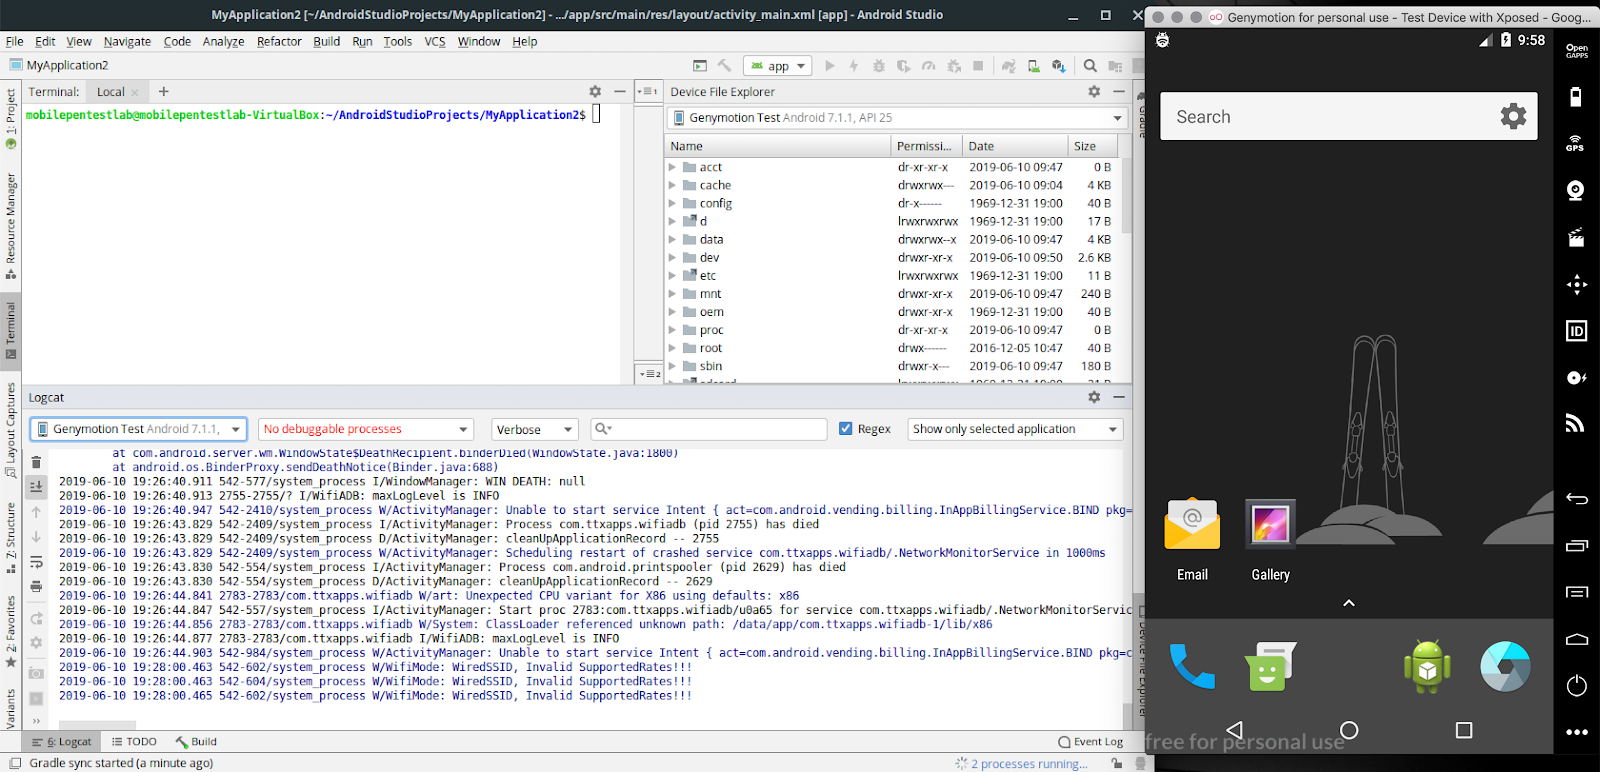 MyApplication2 [~/AndroidStudioProjects/MyApplication2] - .../app/src/main/res/layout/activity_main.xml [app] - Android Studio
File Edit View Navigate Code Analyze Refactor Build Run Tools VCS Window Help
MyApplication2
app
Terminal: Local × +
mobilepentestlab@mobilepentestlab-VirtualBox:~/AndroidStudioProjects/MyApplication2$
1: Project
Resource Manager
Terminal
Layout Captures
7: Structure
2: Favorites
Variants
1
2
Device File Explorer
Genymotion Test Android 7.1.1, API 25
Name Permissi... Date Size
acct dr-xr-xr-x 2019-06-10 09:47 0 B
cache drwxrwx--- 2019-06-10 09:04 4 KB
config dr-x------ 1969-12-31 19:00 40 B
d lrwxrwxrwx 1969-12-31 19:00 17 B
data drwxrwx--x 2019-06-10 09:47 4 KB
dev drwxr-xr-x 2019-06-10 09:50 2.6 KB
etc lrwxrwxrwx 1969-12-31 19:00 11 B
mnt drwxr-xr-x 2019-06-10 09:47 240 B
oem drwxr-xr-x 1969-12-31 19:00 40 B
proc dr-xr-xr-x 2019-06-10 09:47 0 B
root drwx------ 2016-12-05 10:47 40 B
sbin drwxr-x--- 2019-06-10 09:47 180 B
Gradle
Device File Explorer
Logcat
Genymotion Test Android 7.1.1, No debuggable processes Verbose Regex Show only selected application
at com.android.server.wm.WindowState$DeathRecipient.binderDied(WindowState.java:1800)
at android.os.BinderProxy.sendDeathNotice(Binder.java:688)
2019-06-10 19:26:40.911 542-577/system_process I/WindowManager: WIN DEATH: null
2019-06-10 19:26:40.913 2755-2755/? I/WifiADB: maxLogLevel is INFO
2019-06-10 19:26:40.947 542-2410/system_process W/ActivityManager: Unable to start service Intent { act=com.android.vending.billing.InAppBillingService.BIND pkg=
2019-06-10 19:26:43.829 542-2409/system_process I/ActivityManager: Process com.ttxapps.wifiadb (pid 2755) has died
2019-06-10 19:26:43.829 542-2409/system_process D/ActivityManager: cleanUpApplicationRecord -- 2755
2019-06-10 19:26:43.829 542-2409/system_process W/ActivityManager: Scheduling restart of crashed service com.ttxapps.wifiadb/.NetworkMonitorService in 1000ms
2019-06-10 19:26:43.830 542-554/system_process I/ActivityManager: Process com.android.printspooler (pid 2629) has died
2019-06-10 19:26:43.830 542-554/system_process D/ActivityManager: cleanUpApplicationRecord -- 2629
2019-06-10 19:26:44.841 2783-2783/com.ttxapps.wifiadb W/art: Unexpected CPU variant for X86 using defaults: x86
2019-06-10 19:26:44.847 542-557/system_process I/ActivityManager: Start proc 2783:com.ttxapps.wifiadb/u0a65 for service com.ttxapps.wifiadb/.NetworkMonitorServic
2019-06-10 19:26:44.856 2783-2783/com.ttxapps.wifiadb W/System: ClassLoader referenced unknown path: /data/app/com.ttxapps.wifiadb-1/lib/x86
2019-06-10 19:26:44.877 2783-2783/com.ttxapps.wifiadb I/WifiADB: maxLogLevel is INFO
2019-06-10 19:26:44.903 542-984/system_process W/ActivityManager: Unable to start service Intent { act=com.android.vending.billing.InAppBillingService.BIND pkg=c
2019-06-10 19:28:00.463 542-602/system_process W/WifiMode: WiredSSID, Invalid SupportedRates!!!
2019-06-10 19:28:00.463 542-604/system_process W/WifiMode: WiredSSID, Invalid SupportedRates!!!
2019-06-10 19:28:00.465 542-602/system_process W/WifiMode: WiredSSID, Invalid SupportedRates!!!
6: Logcat TODO Build Event Log
Gradle sync started (a minute ago) 2 processes running...
Genymotion for personal use - Test Device with Xposed - Goog...
9:58
Search
Email
Gallery
free for personal use
Open GAPPS
GPS
ID